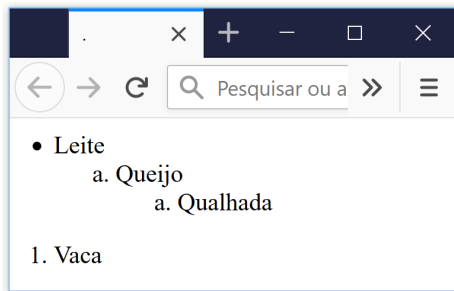 .
Pesquisar ou a
• Leite
a. Queijo
a. Qualhada
1. Vaca